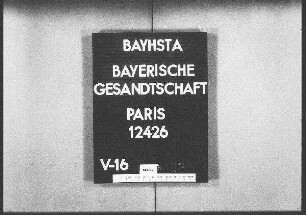 BAYHSTA
BAYERISCHE
GESANDTSCHAFT
PARIS
12426
V-16